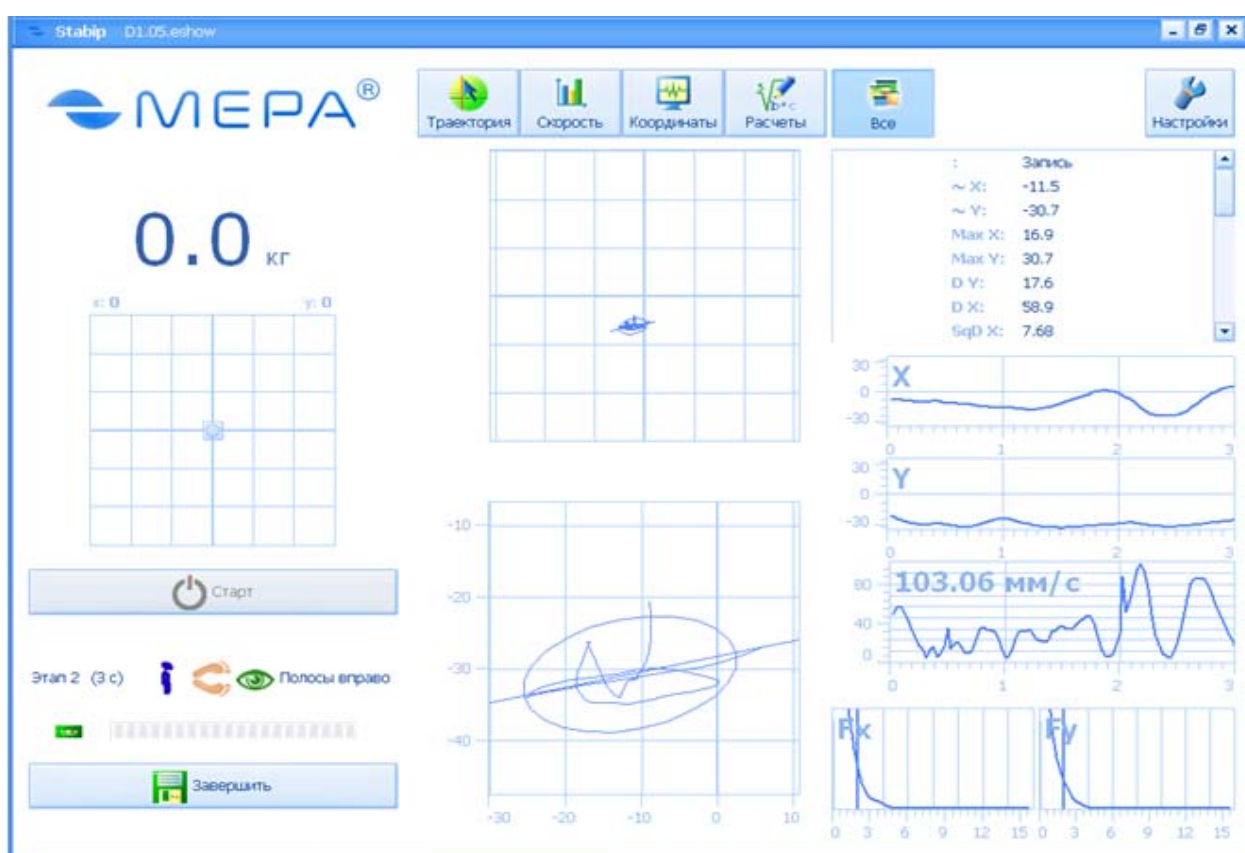 Stabip D1.05.eshow
МЕРА®
Траектория Скорость Координаты Расчеты Все Настройки
0.0 кг
x: 0 y: 0
Старт
Этап 2 (3 с) Полосы вправо
Завершить
: Запись
~ X: -11.5
~ Y: -30.7
Max X: 16.9
Max Y: 30.7
D Y: 17.6
D X: 58.9
SqD X: 7.68
-10
-20
-30
-40
-30 -20 -10 0 10
X
30
0
-30
0 1 2 3
Y
30
0
-30
0 1 2 3
103.06 мм/с
80
40
0
0 1 2 3
Fx
0 3 6 9 12 15
Fy
0 3 6 9 12 15